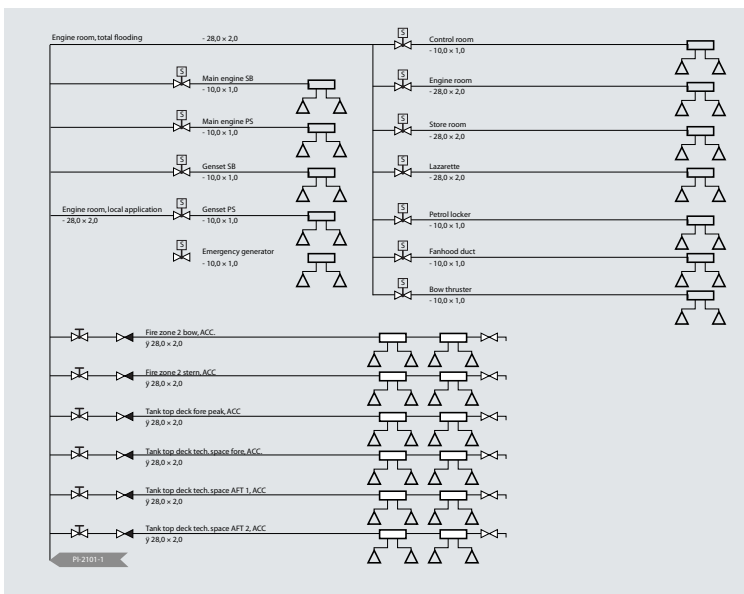 Engine room, total flooding
- 28,0 × 2,0
S
Main engine SB
- 10,0 × 1,0
S
Main engine PS
- 10,0 × 1,0
S
Genset SB
- 10,0 × 1,0
Engine room, local application
- 28,0 × 2,0
S
Genset PS
- 10,0 × 1,0
S
Emergency generator
- 10,0 × 1,0
S
Control room
- 10,0 × 1,0
S
Engine room
- 28,0 × 2,0
S
Store room
- 28,0 × 2,0
S
Lazarette
- 28,0 × 2,0
S
Petrol locker
- 10,0 × 1,0
S
Fanhood duct
- 10,0 × 1,0
S
Bow thruster
- 10,0 × 1,0
Fire zone 2 bow, ACC.
ÿ 28,0 × 2,0
Fire zone 2 stern, ACC
ÿ 28,0 × 2,0
Tank top deck fore peak, ACC
ÿ 28,0 × 2,0
Tank top deck tech. space fore, ACC.
ÿ 28,0 × 2,0
Tank top deck tech. space AFT 1, ACC
ÿ 28,0 × 2,0
Tank top deck tech. space AFT 2, ACC
ÿ 28,0 × 2,0
PI-2101-1